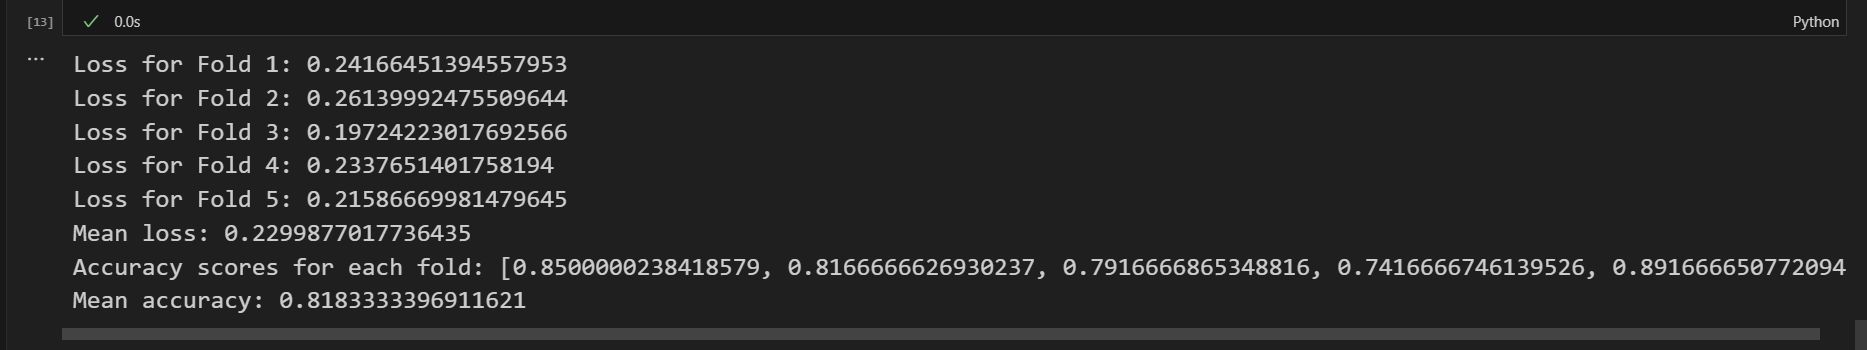 [13]
0.0s
Python
...
Loss for Fold 1: 0.24166451394557953
Loss for Fold 2: 0.26139992475509644
Loss for Fold 3: 0.19724223017692566
Loss for Fold 4: 0.2337651401758194
Loss for Fold 5: 0.21586669981479645
Mean loss: 0.2299877017736435
Accuracy scores for each fold: [0.8500000238418579, 0.8166666626930237, 0.7916666865348816, 0.7416666746139526, 0.891666650772094
Mean accuracy: 0.8183333396911621